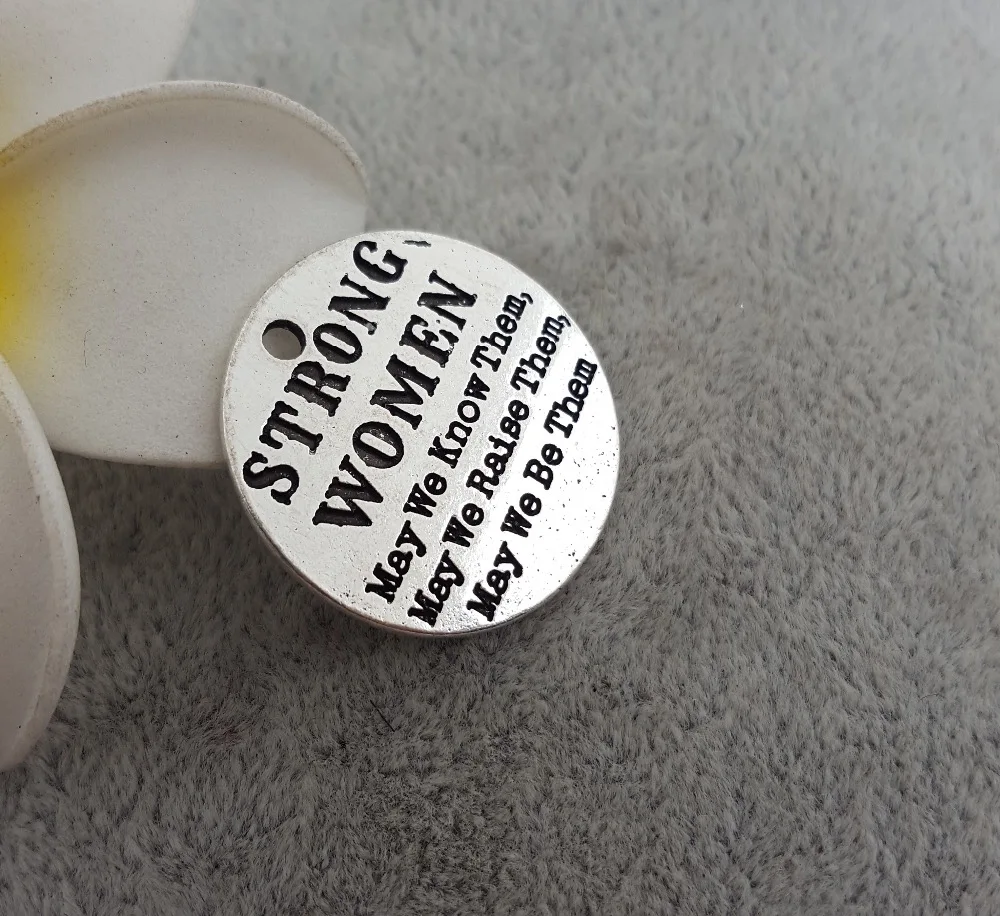 STRONG
WOMEN
May We Know Them,
May We Raise Them,
May We Be Them